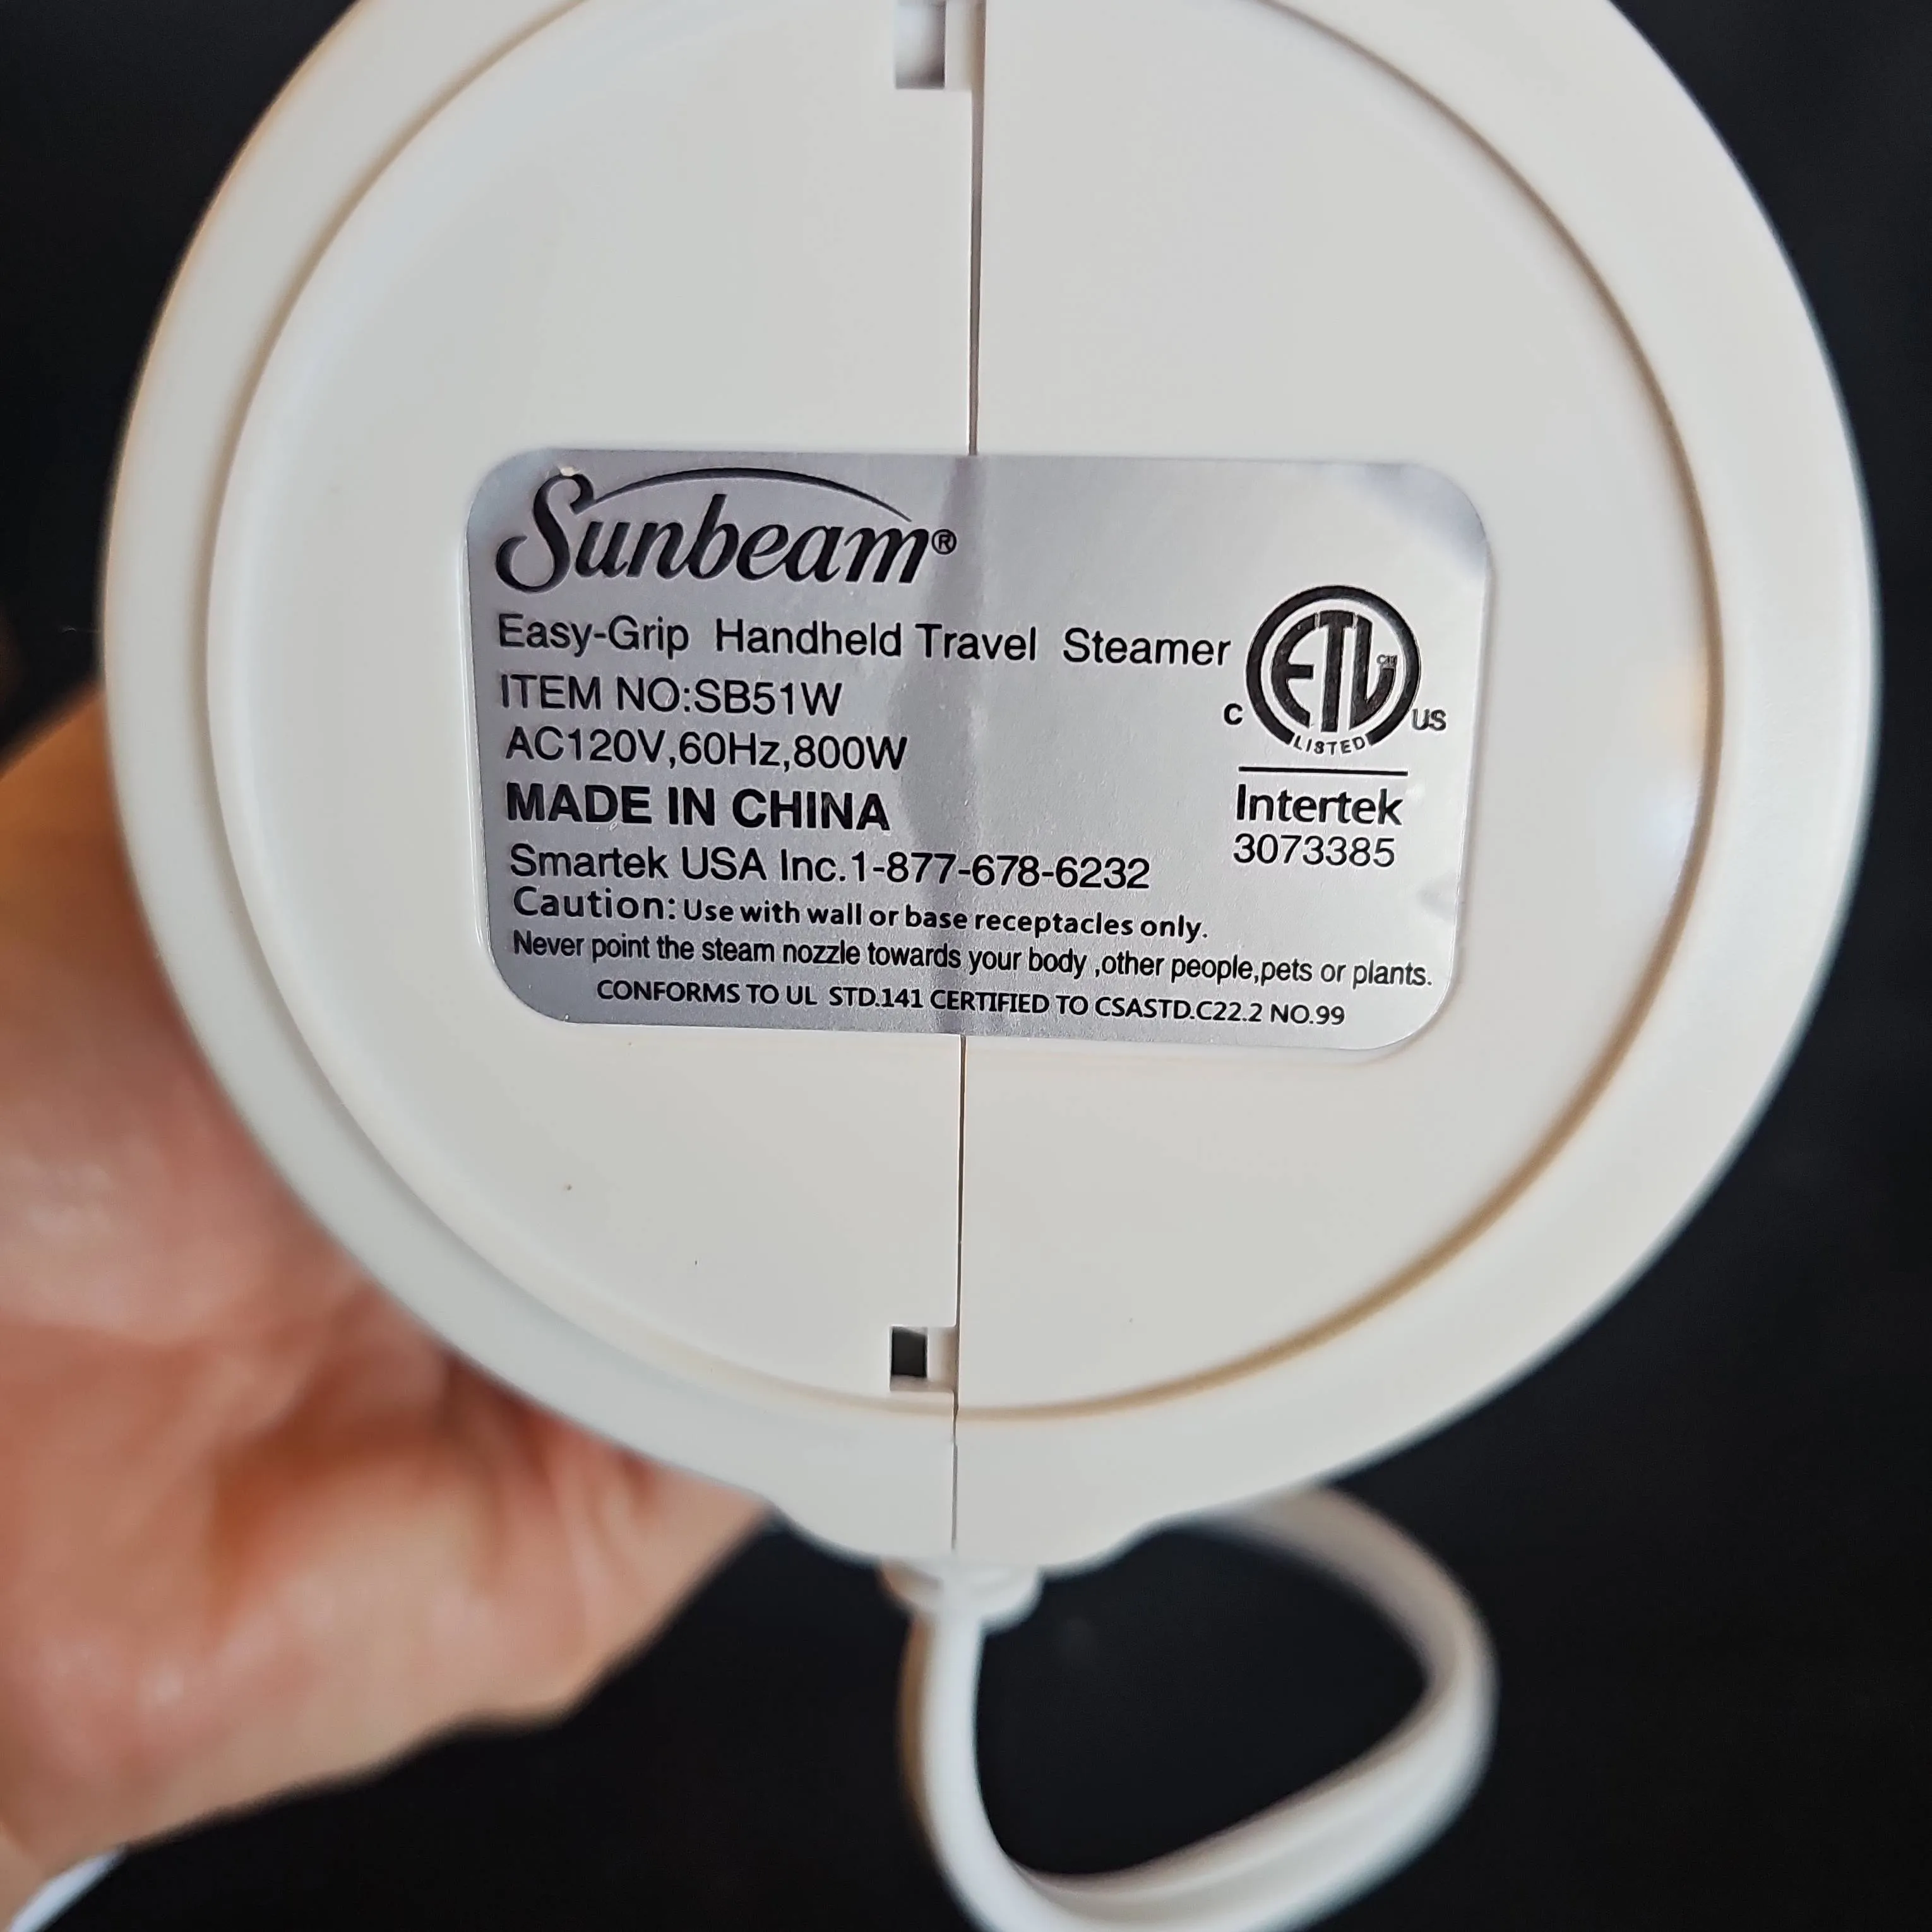 Sunbeam®
Easy-Grip Handheld Travel Steamer
ITEM NO:SB51W
AC120V,60Hz,800W
MADE IN CHINA
Smartek USA Inc.1-877-678-6232
Caution: Use with wall or base receptacles only.
Never point the steam nozzle towards your body ,other people,pets or plants.
CONFORMS TO UL STD.141 CERTIFIED TO CSASTD.C22.2 NO.99
ETL
C US
LISTED
Intertek
3073385